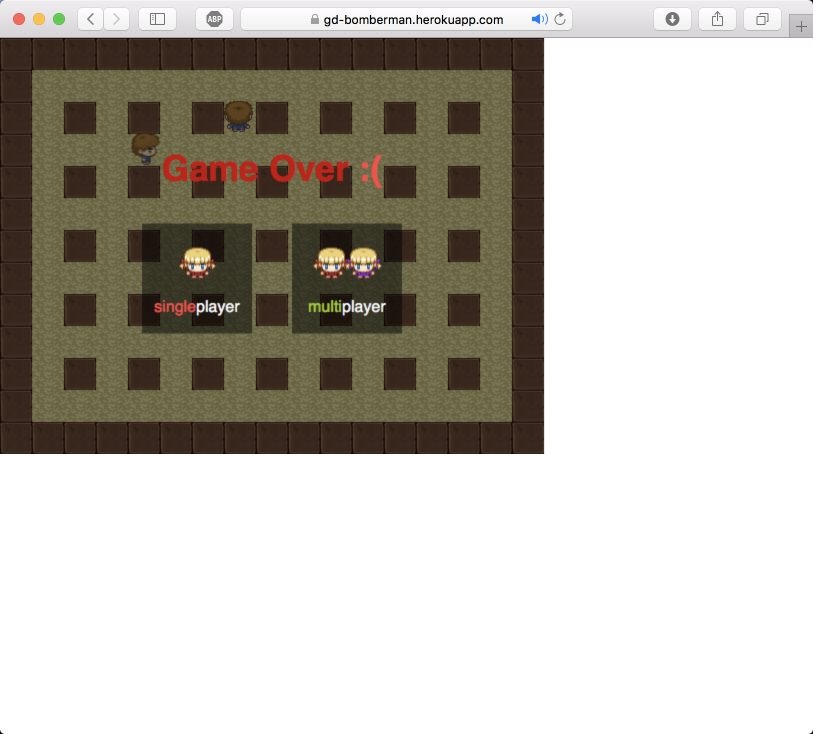 ABP
gd-bomberman.herokuapp.com
Game Over :(
singleplayer
multiplayer